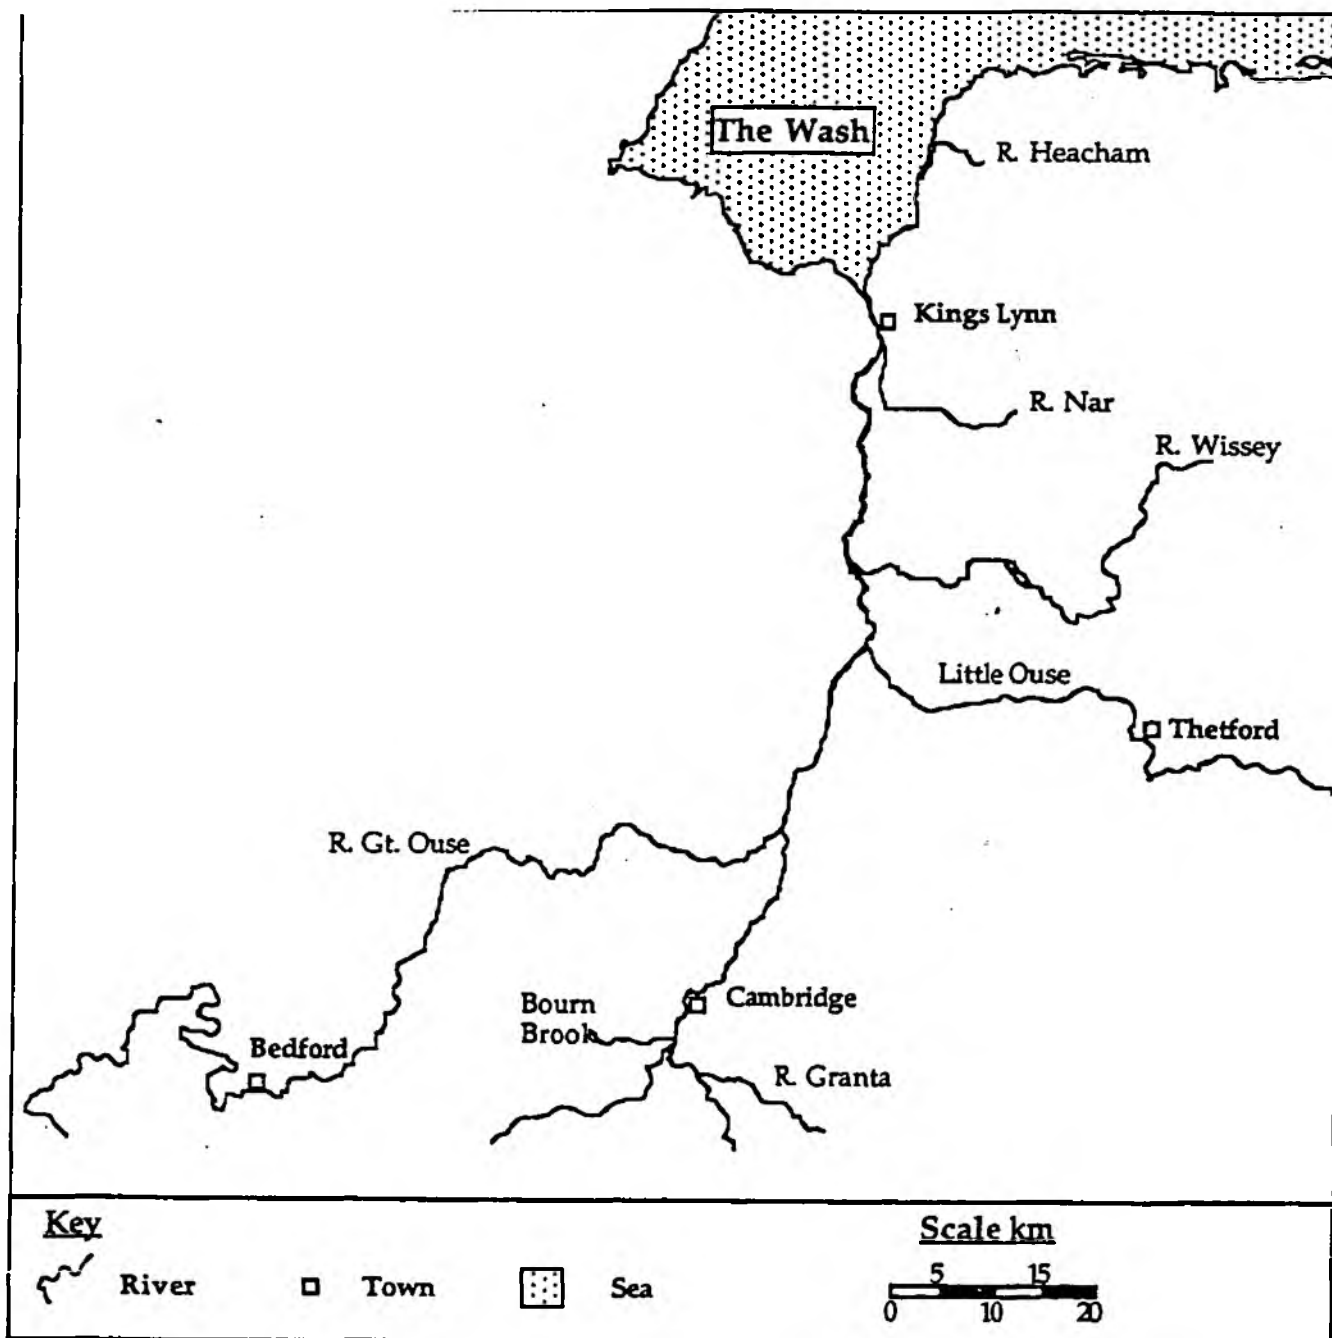 The Wash
R. Heacham
Kings Lynn
R. Nar
R. Wissey
Little Ouse
Thetford
R. Gt. Ouse
Bourn
Brook
Cambridge
Bedford
R. Granta
Key
River
Town
Sea
Scale km
5 15
0 10 20